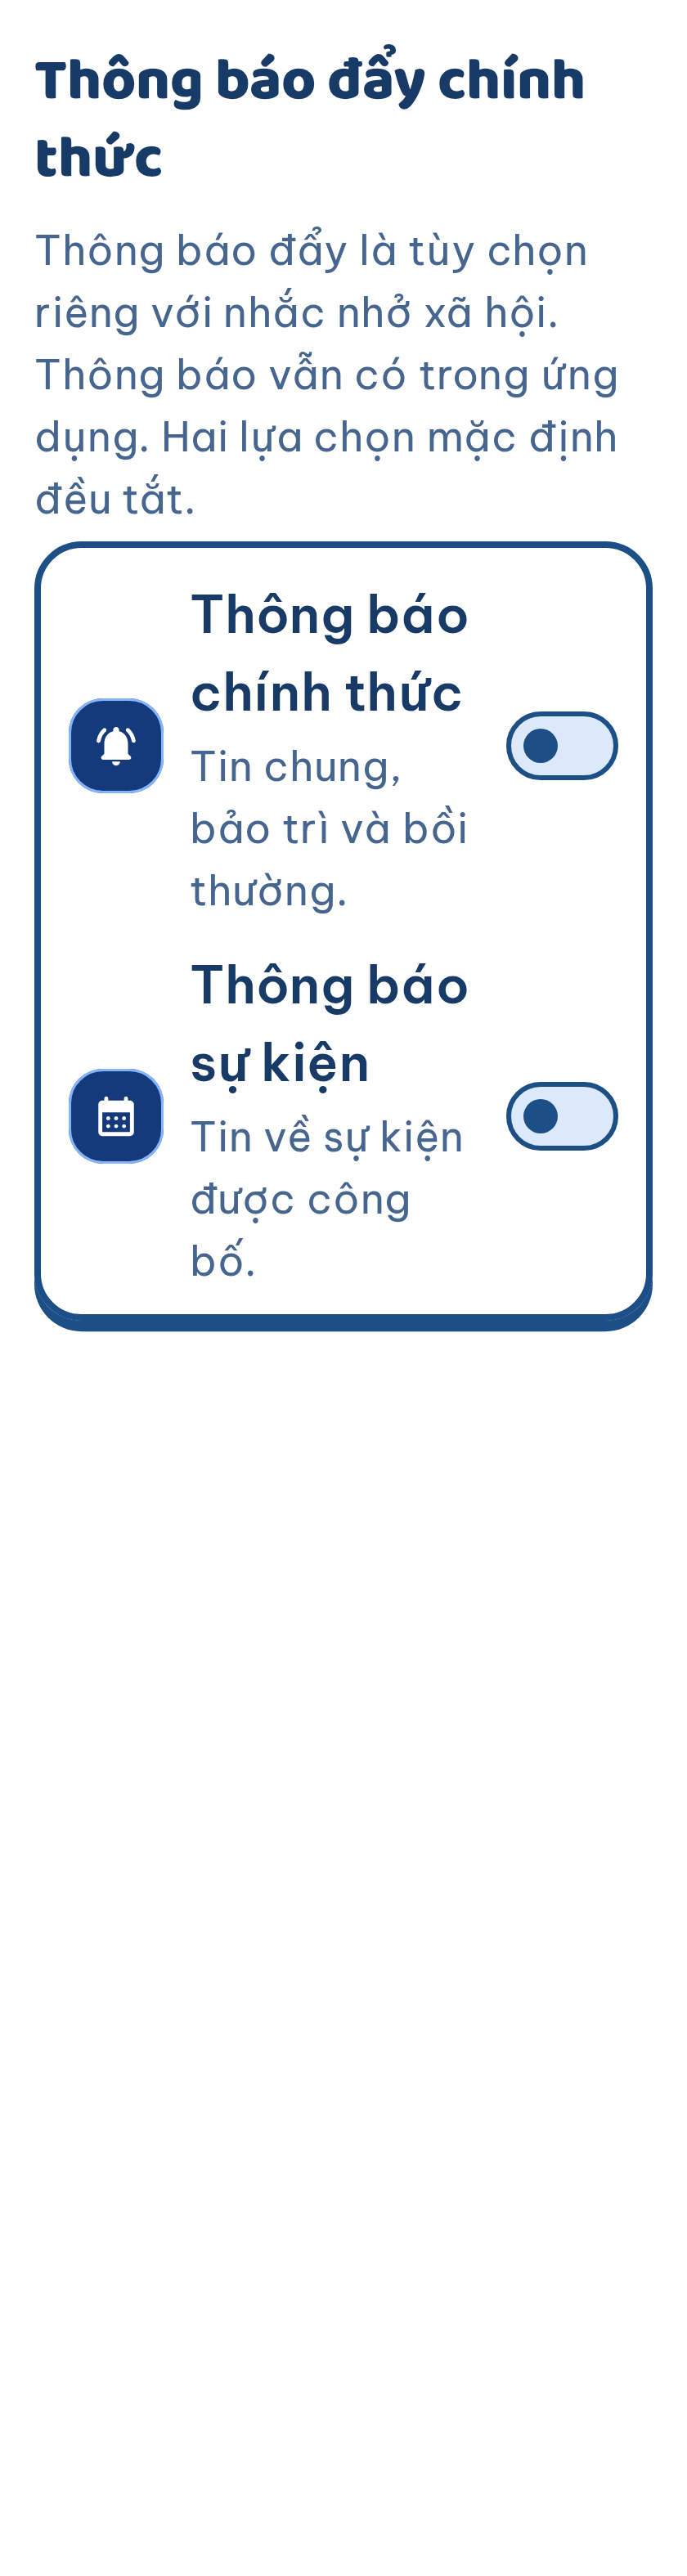 Thông báo đẩy chính
thức
Thông báo đẩy là tùy chọn
riêng với nhắc nhở xã hội.
Thông báo vẫn có trong ứng
dụng. Hai lựa chọn mặc định
đều tắt.
Thông báo
chính thức
Tin chung,
bảo trì và bồi
thường.
Thông báo
sự kiện
Tin về sự kiện
được công
bố.